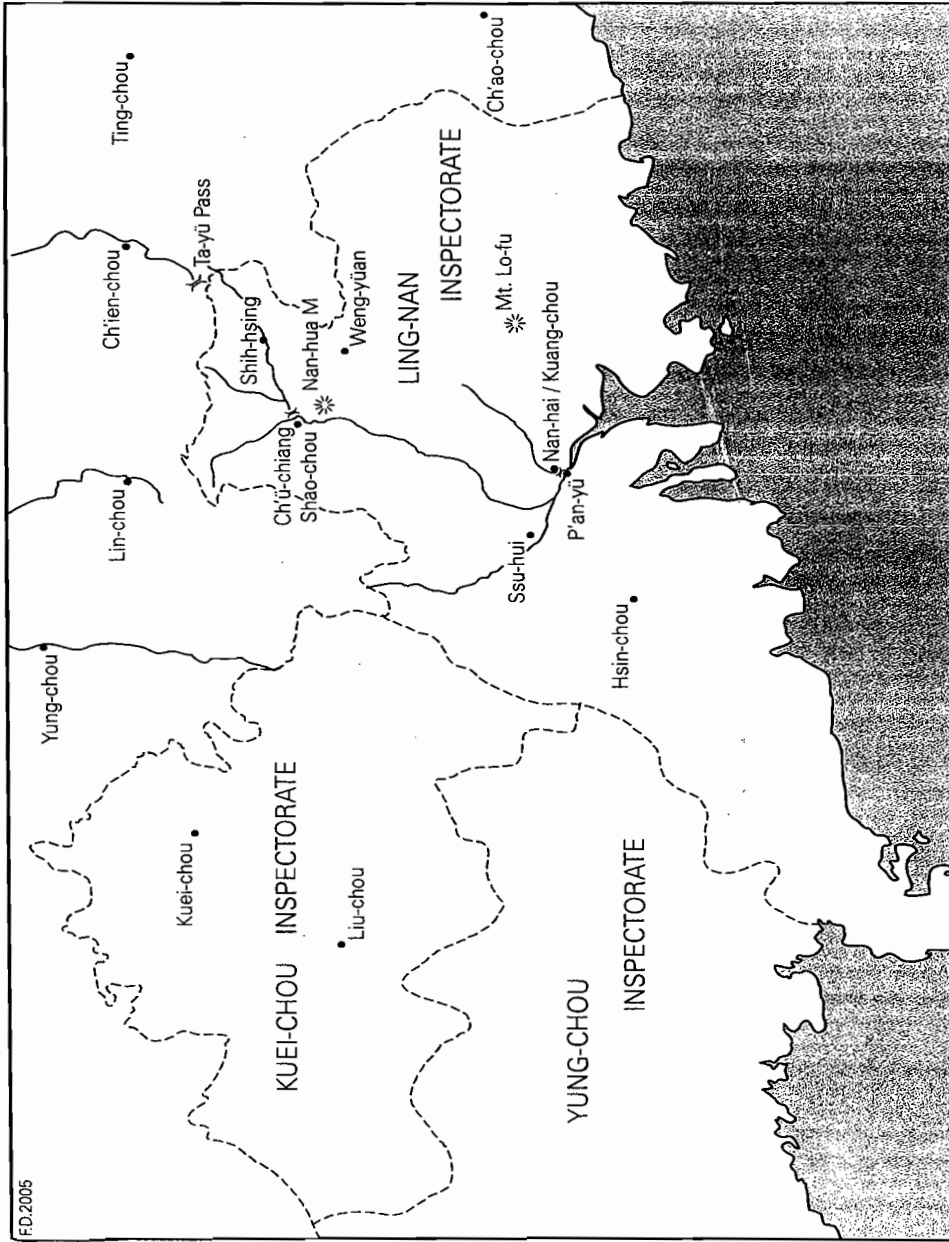 F.D.2005
Yung-chou
Lin-chou
Ch'ien-chou
Ting-chou
Ta-yü Pass
Kuei-chou
Shih-hsing
Nan-hua M
Ch'ü-chiang
Shao-chou
Weng-yüan
KUEI-CHOU INSPECTORATE
Liu-chou
LING-NAN
INSPECTORATE
Ch'ao-chou
Mt. Lo-fu
Nan-hai / Kuang-chou
P'an-yü
Ssu-hui
Hsin-chou
YUNG-CHOU
INSPECTORATE